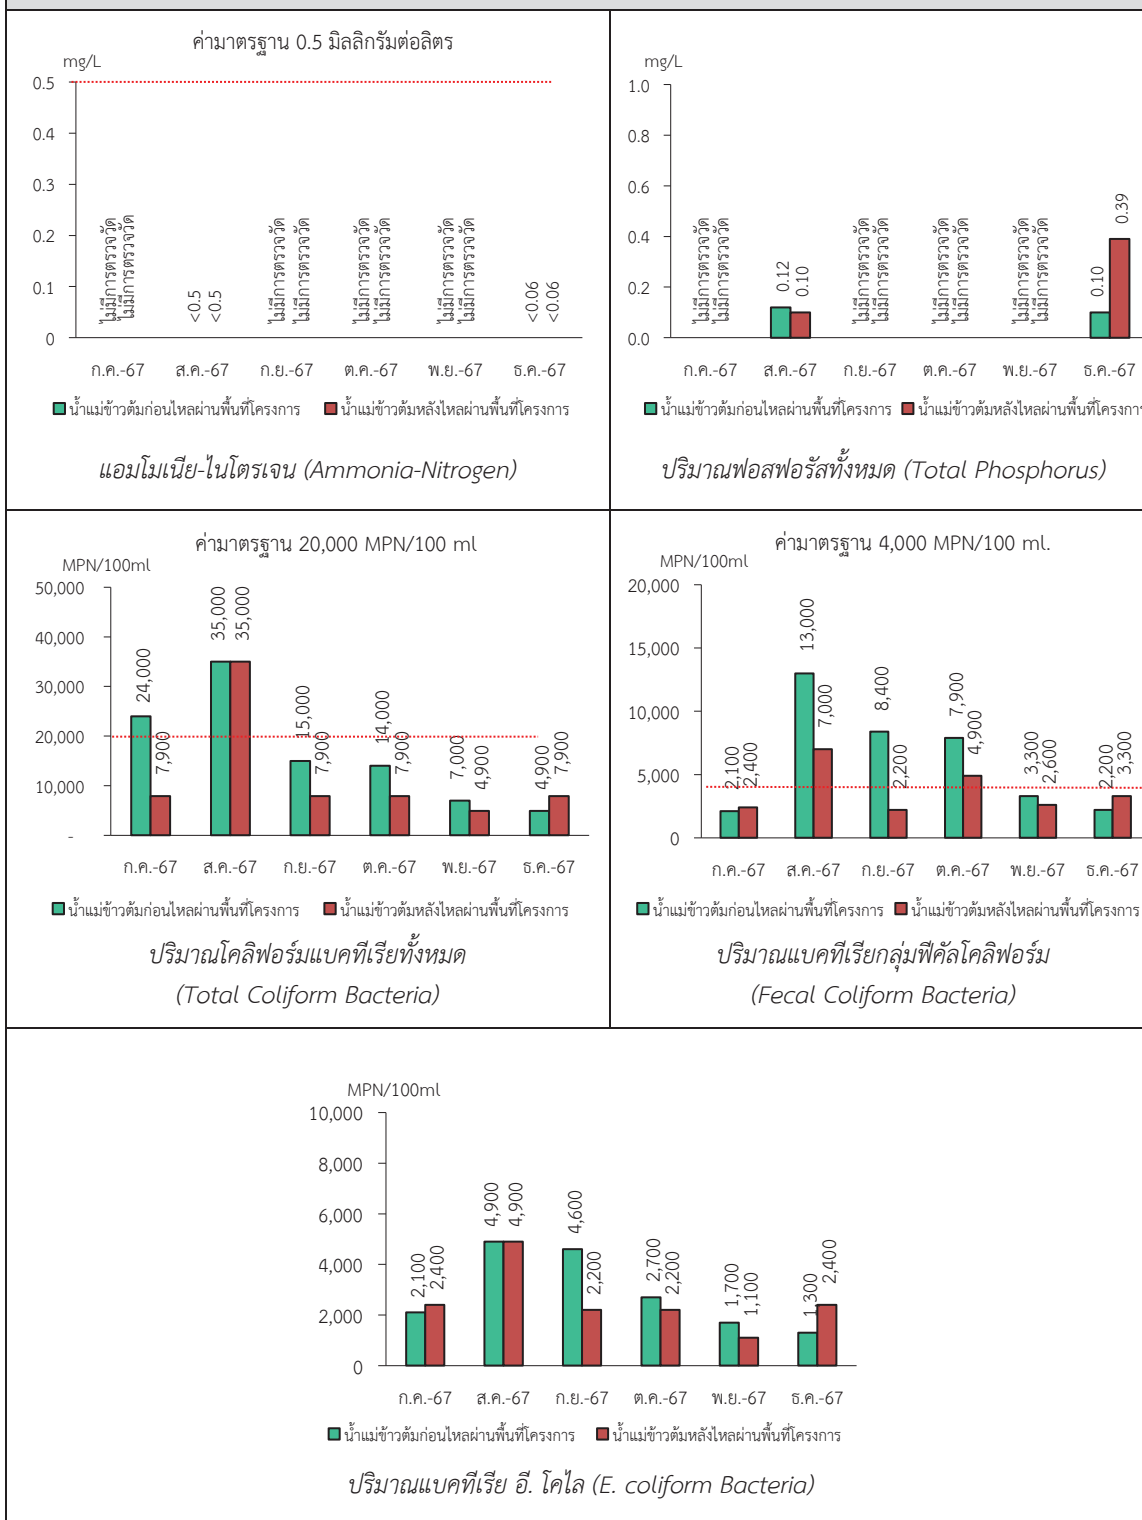 ค่ามาตรฐาน 0.5 มิลลิกรัมต่อลิตร
mg/L
0.5
0.4
0.3
0.2
0.1
0
ไม่มีการตรวจวัด
ไม่มีการตรวจวัด
<0.5
<0.5
ไม่มีการตรวจวัด
ไม่มีการตรวจวัด
ไม่มีการตรวจวัด
ไม่มีการตรวจวัด
ไม่มีการตรวจวัด
ไม่มีการตรวจวัด
<0.06
<0.06
ก.ค.-67 ส.ค.-67 ก.ย.-67 ต.ค.-67 พ.ย.-67 ธ.ค.-67
น้ำแม่ข้าวต้มก่อนไหลผ่านพื้นที่โครงการ น้ำแม่ข้าวต้มหลังไหลผ่านพื้นที่โครงการ
แอมโมเนีย-ไนโตรเจน (Ammonia-Nitrogen)
mg/L
1.0
0.8
0.6
0.4
0.2
0.0
ไม่มีการตรวจวัด
ไม่มีการตรวจวัด
0.12
0.10
ไม่มีการตรวจวัด
ไม่มีการตรวจวัด
ไม่มีการตรวจวัด
ไม่มีการตรวจวัด
ไม่มีการตรวจวัด
ไม่มีการตรวจวัด
0.10
0.39
ก.ค.-67 ส.ค.-67 ก.ย.-67 ต.ค.-67 พ.ย.-67 ธ.ค.-67
น้ำแม่ข้าวต้มก่อนไหลผ่านพื้นที่โครงการ น้ำแม่ข้าวต้มหลังไหลผ่านพื้นที่โครงการ
ปริมาณฟอสฟอรัสทั้งหมด (Total Phosphorus)
ค่ามาตรฐาน 20,000 MPN/100 ml
MPN/100ml
50,000
40,000
30,000
20,000
10,000
-
24,000
7,900
35,000
35,000
15,000
7,900
14,000
7,900
7,000
4,900
4,900
7,900
ก.ค.-67 ส.ค.-67 ก.ย.-67 ต.ค.-67 พ.ย.-67 ธ.ค.-67
น้ำแม่ข้าวต้มก่อนไหลผ่านพื้นที่โครงการ น้ำแม่ข้าวต้มหลังไหลผ่านพื้นที่โครงการ
ปริมาณโคลิฟอร์มแบคทีเรียทั้งหมด
(Total Coliform Bacteria)
ค่ามาตรฐาน 4,000 MPN/100 ml.
MPN/100ml
20,000
15,000
10,000
5,000
0
2,100
2,400
13,000
7,000
8,400
2,200
7,900
4,900
3,300
2,600
2,200
3,300
ก.ค.-67 ส.ค.-67 ก.ย.-67 ต.ค.-67 พ.ย.-67 ธ.ค.-67
น้ำแม่ข้าวต้มก่อนไหลผ่านพื้นที่โครงการ น้ำแม่ข้าวต้มหลังไหลผ่านพื้นที่โครงการ
ปริมาณแบคทีเรียกลุ่มฟีคัลโคลิฟอร์ม
(Fecal Coliform Bacteria)
MPN/100ml
10,000
8,000
6,000
4,000
2,000
0
2,100
2,400
4,900
4,900
4,600
2,200
2,700
2,200
1,700
1,100
1,300
2,400
ก.ค.-67 ส.ค.-67 ก.ย.-67 ต.ค.-67 พ.ย.-67 ธ.ค.-67
น้ำแม่ข้าวต้มก่อนไหลผ่านพื้นที่โครงการ น้ำแม่ข้าวต้มหลังไหลผ่านพื้นที่โครงการ
ปริมาณแบคทีเรีย อี. โคไล (E. coliform Bacteria)